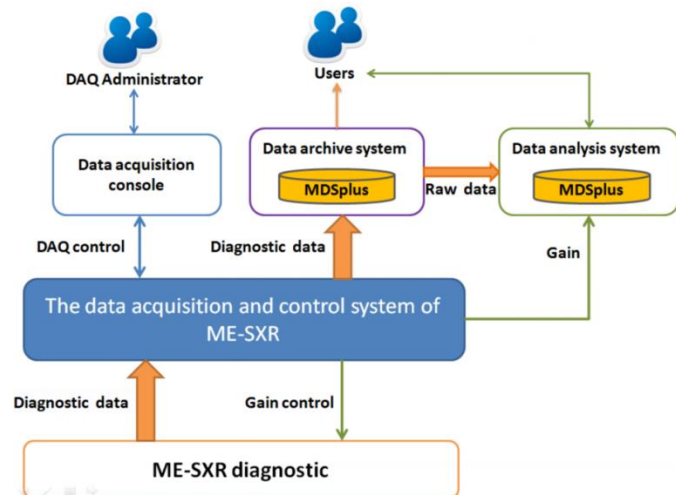 DAQ Administrator
Users
Data acquisition
console
Data archive system
MDSplus
Raw data
Data analysis system
MDSplus
DAQ control
Diagnostic data
Gain
The data acquisition and control system of
ME-SXR
Diagnostic data
Gain control
ME-SXR diagnostic